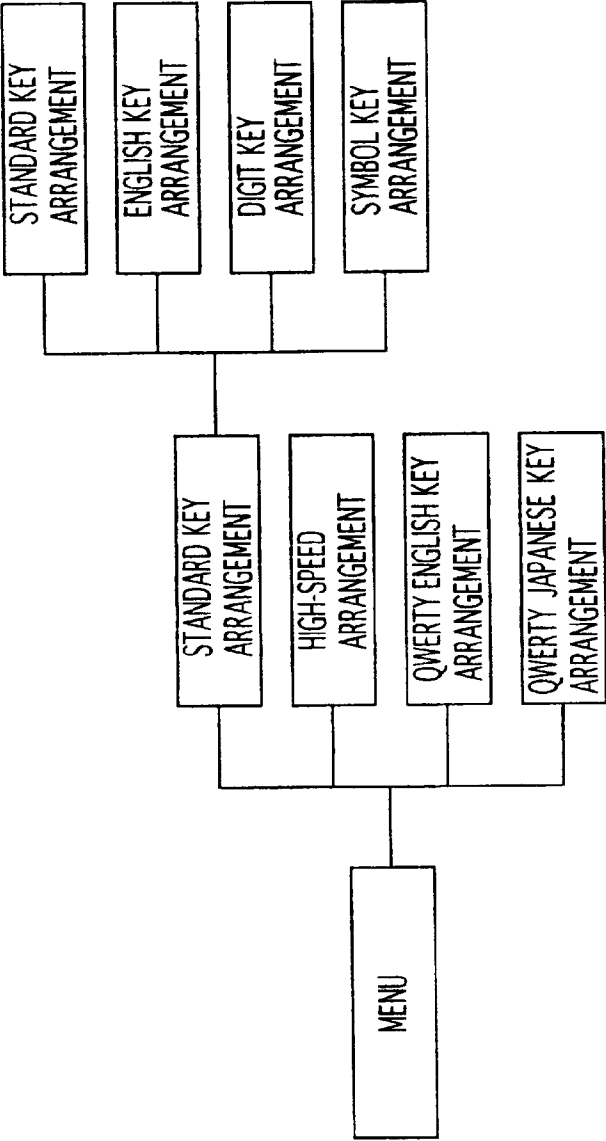 MENU
STANDARD KEY
ARRANGEMENT
HIGH-SPEED
ARRANGEMENT
QWERTY ENGLISH KEY
ARRANGEMENT
QWERTY JAPANESE KEY
ARRANGEMENT
STANDARD KEY
ARRANGEMENT
ENGLISH KEY
ARRANGEMENT
DIGIT KEY
ARRANGEMENT
SYMBOL KEY
ARRANGEMENT